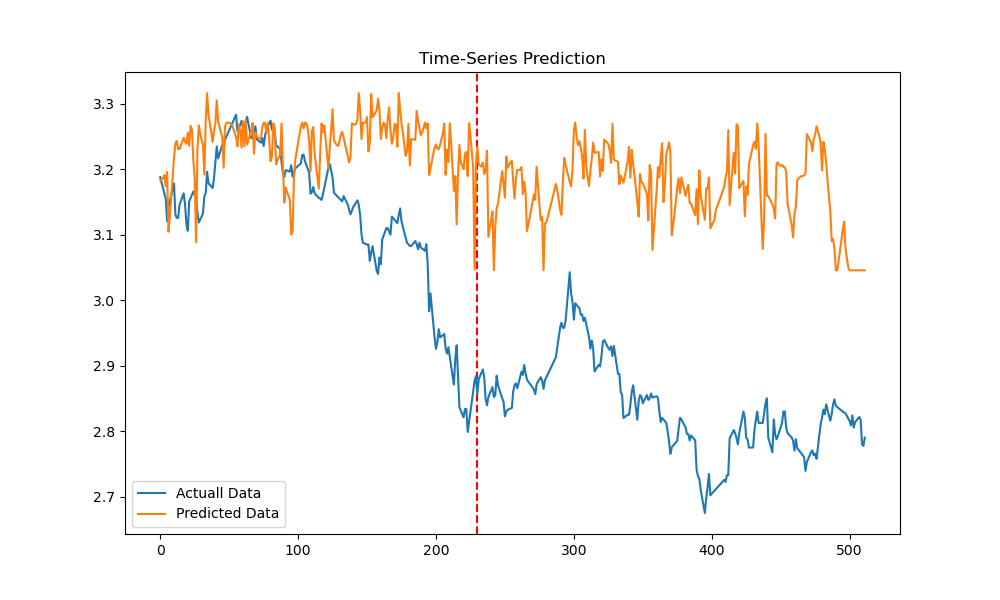 Time-Series Prediction
3.3
3.2
3.1
3.0
2.9
2.8
2.7
Actuall Data
Predicted Data
0 100 200 300 400 500